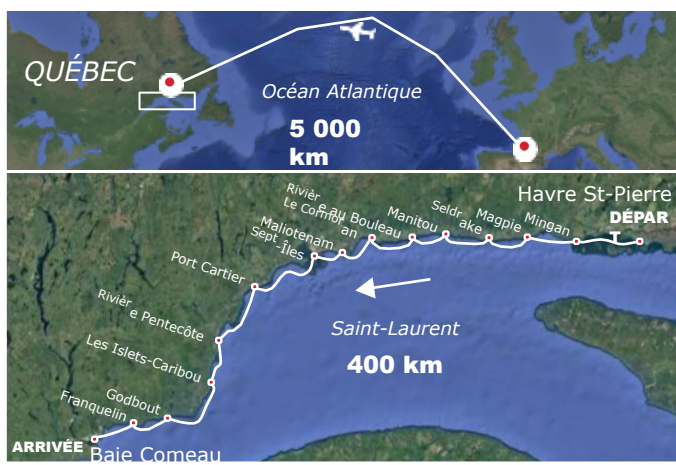 QUÉBEC
Océan Atlantique
5 000
km
Havre St-Pierre
DÉPAR
T
Mingan
Magpie
Seldr
ake
Manitou
Rivièr
e au Bouleau
Le Cormor
an
Maliotenam
Sept
-Îles
Port Cartier
Rivièr
e Pentecôte
Les Islets-Caribou
Godbout
Franquelin
Saint-Laurent
400 km
ARRIVÉE
Baie Comeau